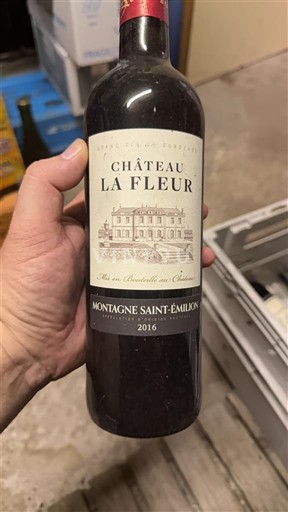 CHÂTEAU
LA FLEUR
Mis en Bouteille au Château
MONTAGNE SAINT-ÉMILION
2016